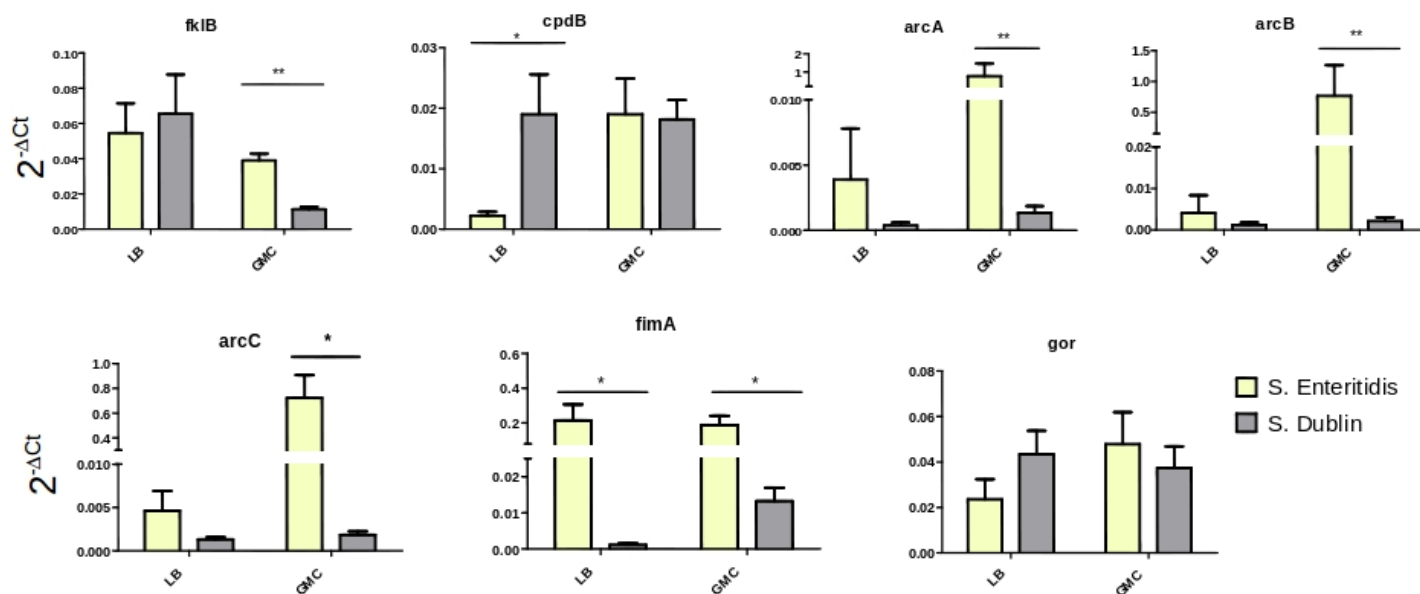 fklB
0.10
0.08
0.06
0.04
0.02
0.00
**
LB
GMC
2^-ΔCt
cpdB
0.03
0.02
0.01
0.00
*
LB
GMC
arcA
2
1
0.010
0.005
0.000
**
LB
GMC
arcB
1.5
1.0
0.5
0.02
0.01
0.00
**
LB
GMC
arcC
1.0
0.8
0.6
0.4
0.010
0.005
0.000
*
LB
GMC
2^-ΔCt
fimA
0.6
0.4
0.2
0.02
0.01
0.00
*
*
LB
GMC
gor
0.08
0.06
0.04
0.02
0.00
LB
GMC
S. Enteritidis
S. Dublin